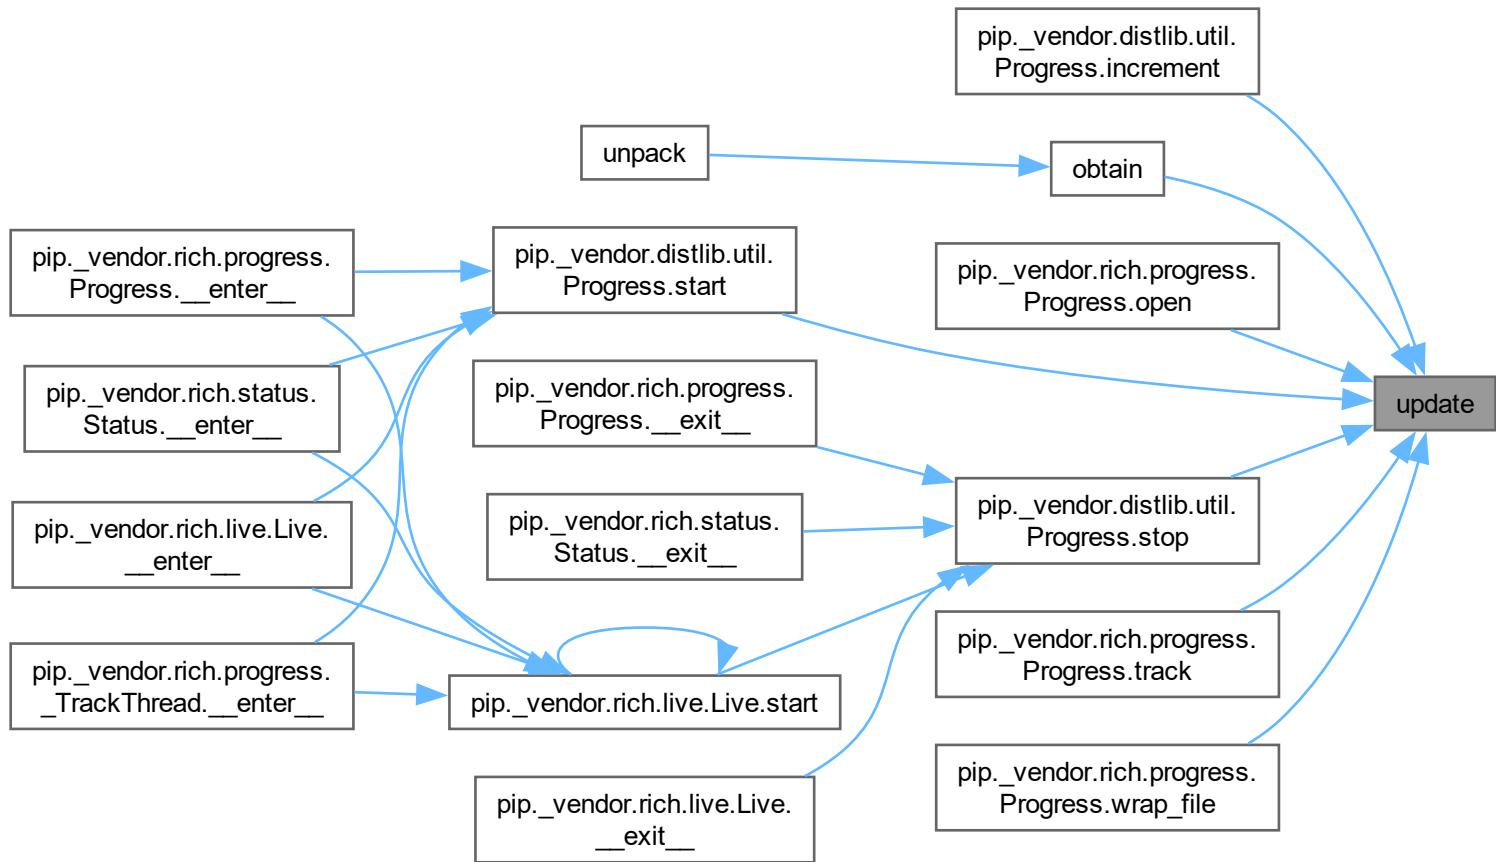 pip._vendor.distlib.util.
Progress.increment
unpack
obtain
pip._vendor.rich.progress.
Progress.__enter__
pip._vendor.distlib.util.
Progress.start
pip._vendor.rich.progress.
Progress.open
pip._vendor.rich.status.
Status.__enter__
pip._vendor.rich.progress.
Progress.__exit__
update
pip._vendor.rich.live.Live.
__enter__
pip._vendor.rich.status.
Status.__exit__
pip._vendor.distlib.util.
Progress.stop
pip._vendor.rich.progress.
_TrackThread.__enter__
pip._vendor.rich.live.Live.start
pip._vendor.rich.progress.
Progress.track
pip._vendor.rich.live.Live.
__exit__
pip._vendor.rich.progress.
Progress.wrap_file